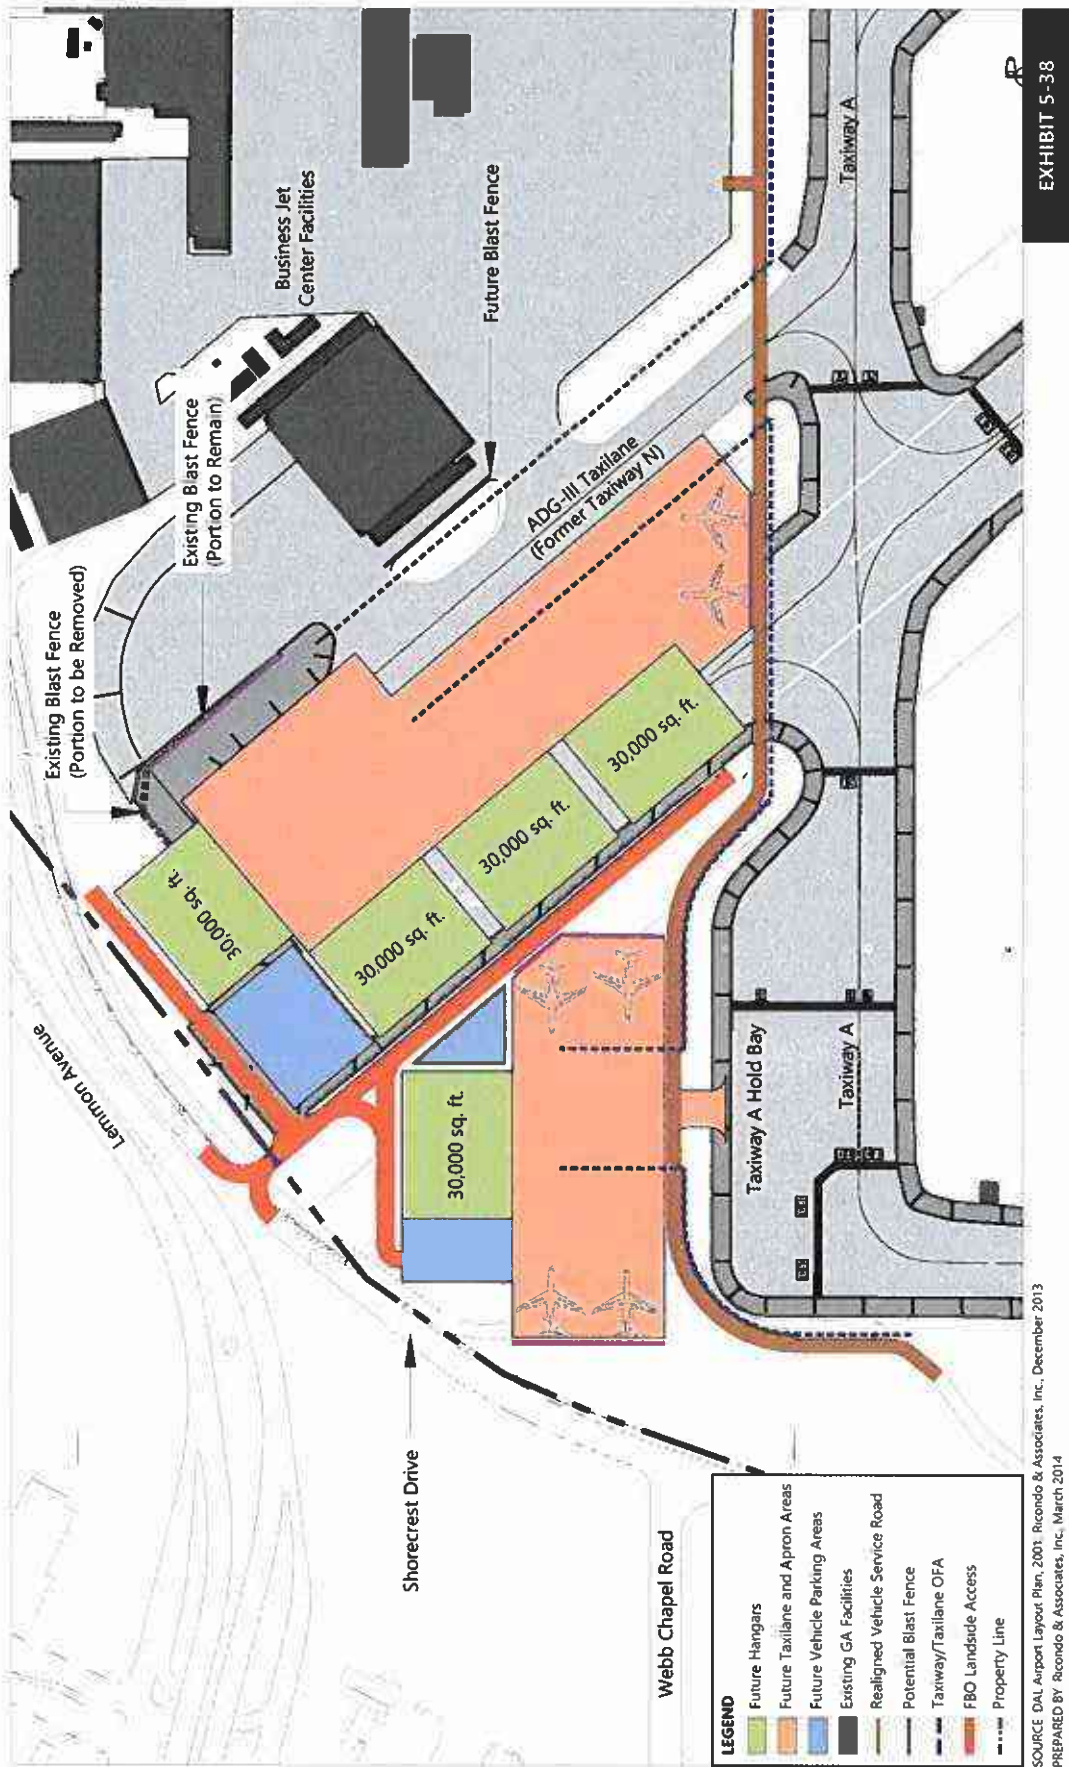 EXHIBIT 5-38
Business Jet
Center Facilities
Future Blast Fence
Taxiway A
Existing Blast Fence
(Portion to Remain)
Existing Blast Fence
(Portion to be Removed)
ADG-III Taxilane
(Former Taxiway N)
30,000 sq. ft.
30,000 sq. ft.
30,000 sq. ft.
30,000 sq. ft.
30,000 sq. ft.
Lemmon Avenue
Taxiway A Hold Bay
Taxiway A
Shorecrest Drive
Webb Chapel Road
LEGEND
Future Hangars
Future Taxilane and Apron Areas
Future Vehicle Parking Areas
Existing GA Facilities
Realigned Vehicle Service Road
Potential Blast Fence
Taxiway/Taxilane OFA
FBO Landside Access
Property Line
SOURCE DAL Airport Layout Plan, 2001; Ricondo & Associates, Inc., December 2013
PREPARED BY Ricondo & Associates, Inc., March 2014